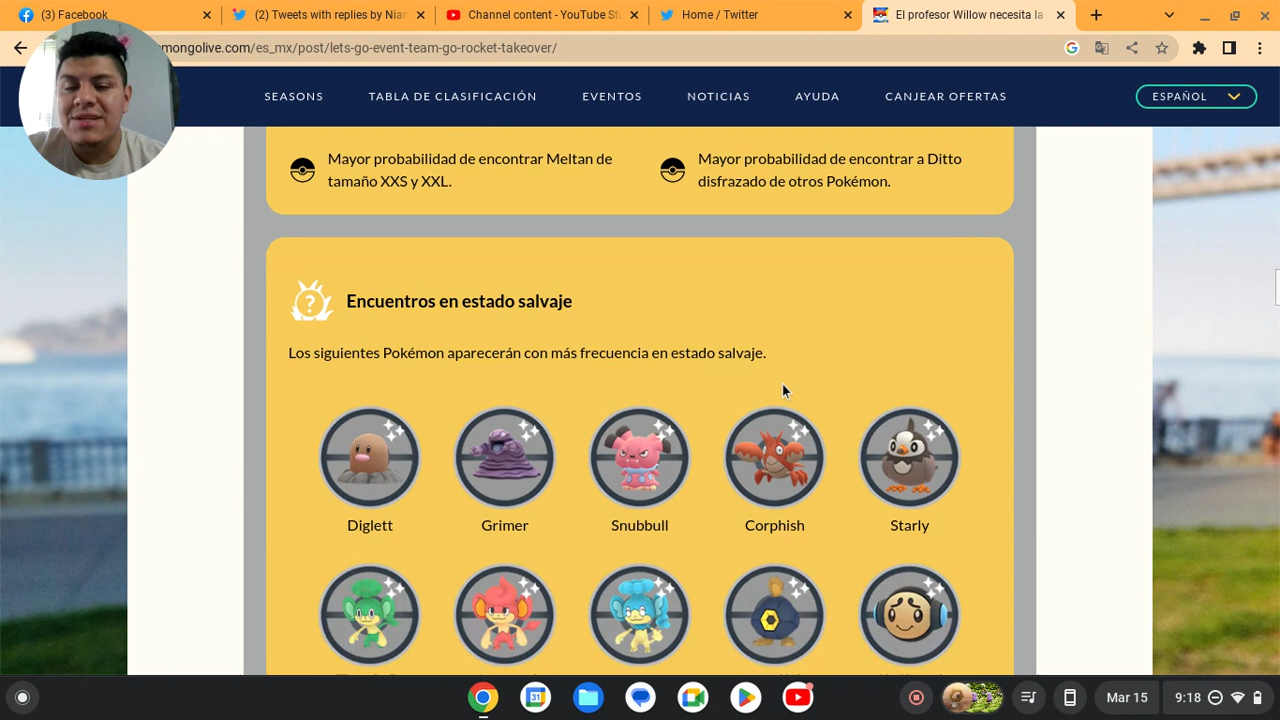 (3) Facebook
(2) Tweets with replies by Nian
Channel content - YouTube Stu
Home / Twitter
El profesor Willow necesita la
mongolive.com/es_mx/post/lets-go-event-team-go-rocket-takeover/
SEASONS
TABLA DE CLASIFICACIÓN
EVENTOS
NOTICIAS
AYUDA
CANJEAR OFERTAS
ESPAÑOL
Mayor probabilidad de encontrar Meltan de
tamaño XXS y XXL.
Mayor probabilidad de encontrar a Ditto
disfrazado de otros Pokémon.
Encuentros en estado salvaje
Los siguientes Pokémon aparecerán con más frecuencia en estado salvaje.
Diglett
Grimer
Snubbull
Corphish
Starly
Mar 15
9:18